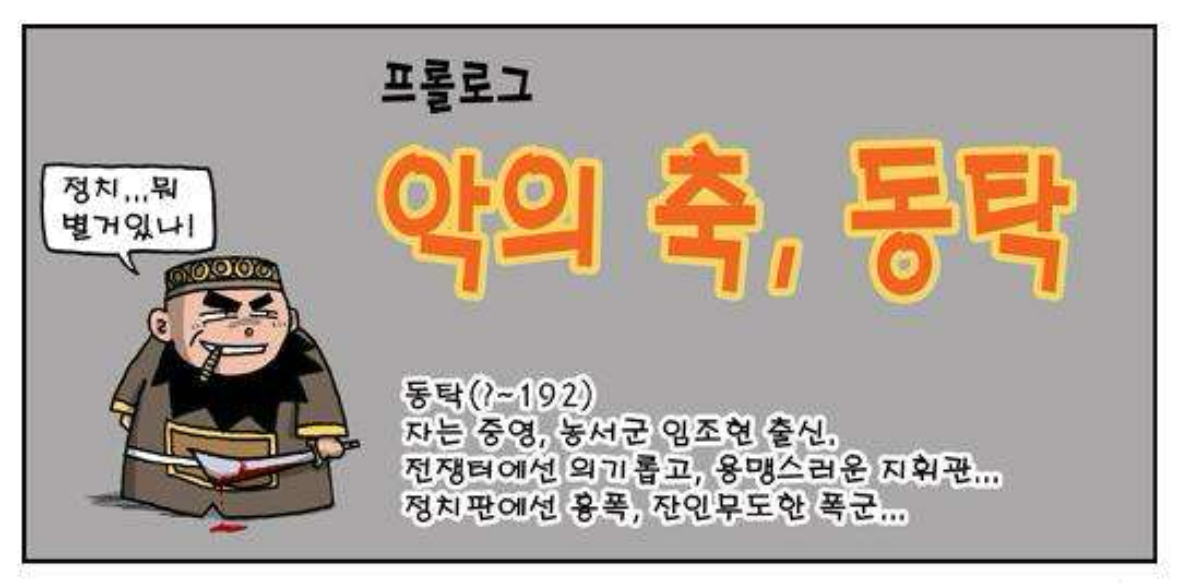 프롤로그
악의 축, 동탁
정치...뭐
별거있나!
동탁(?~192)
자는 중영, 농서군 임조현 출신.
전쟁터에선 의기롭고, 용맹스러운 지휘관...
정치판에선 흉폭, 잔인무도한 폭군...